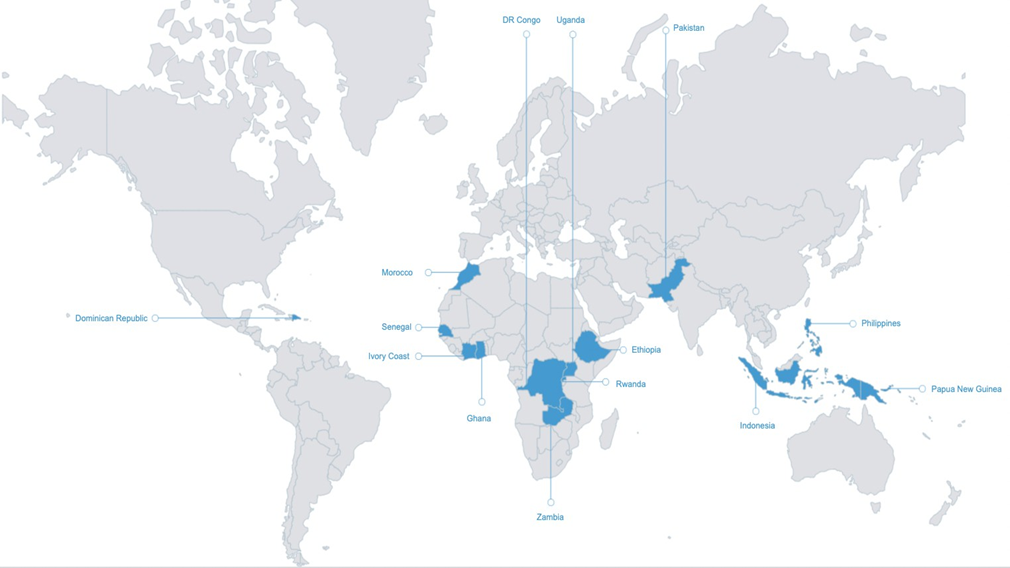 DR Congo
Uganda
Pakistan
Morocco
Dominican Republic
Senegal
Philippines
Ethiopia
Ivory Coast
Rwanda
Papua New Guinea
Ghana
Indonesia
Zambia